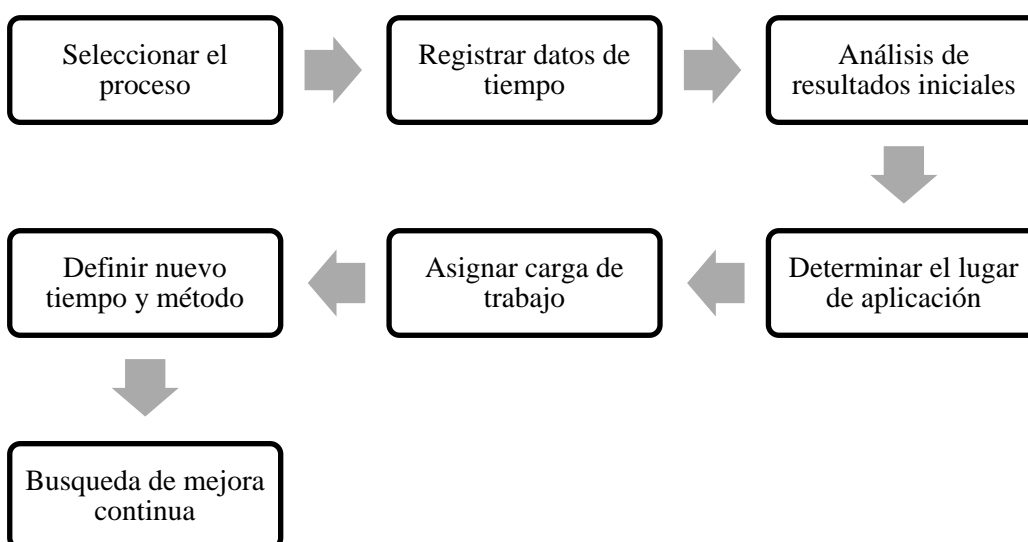 Seleccionar el
proceso
Registrar datos de
tiempo
Análisis de
resultados iniciales
Determinar el lugar
de aplicación
Asignar carga de
trabajo
Definir nuevo
tiempo y método
Busqueda de mejora
continua